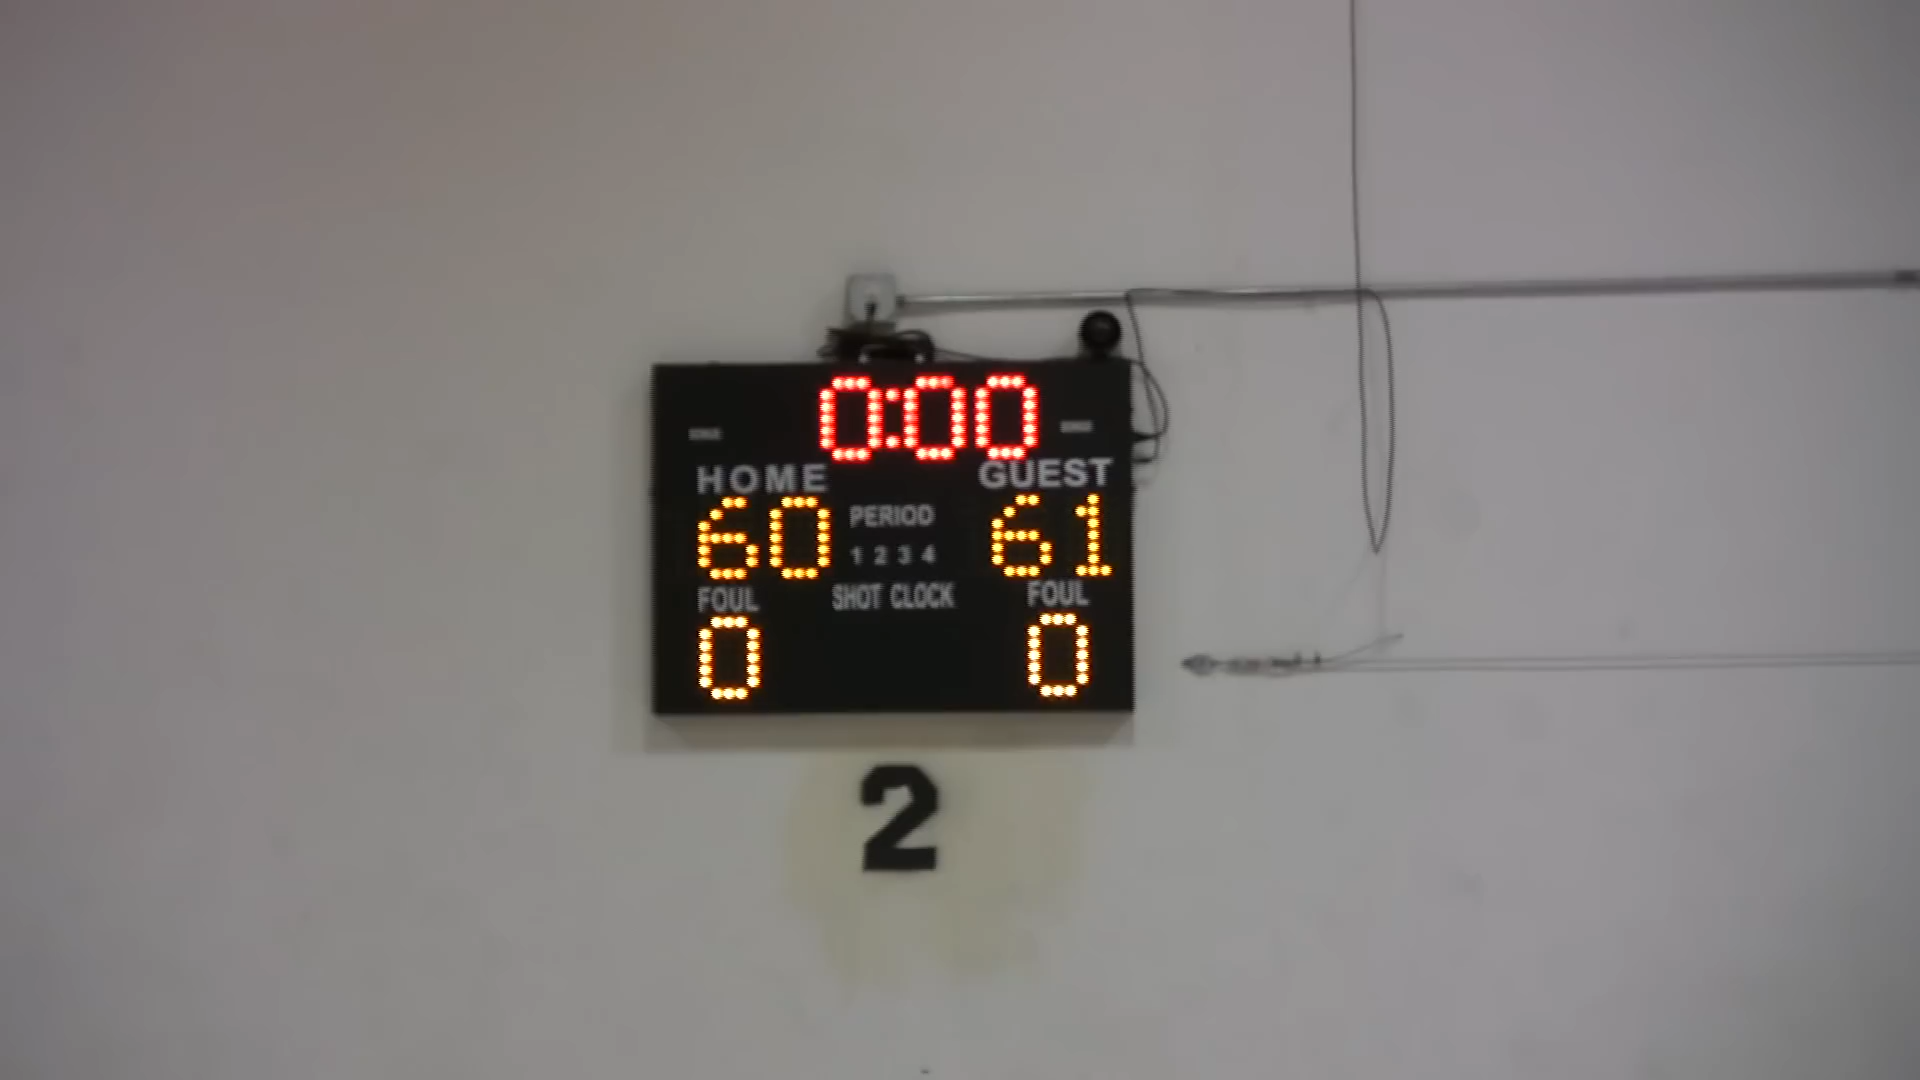 0:00
HOME GUEST
60 PERIOD 61
1 2 3 4
FOUL SHOT CLOCK FOUL
0 0
2